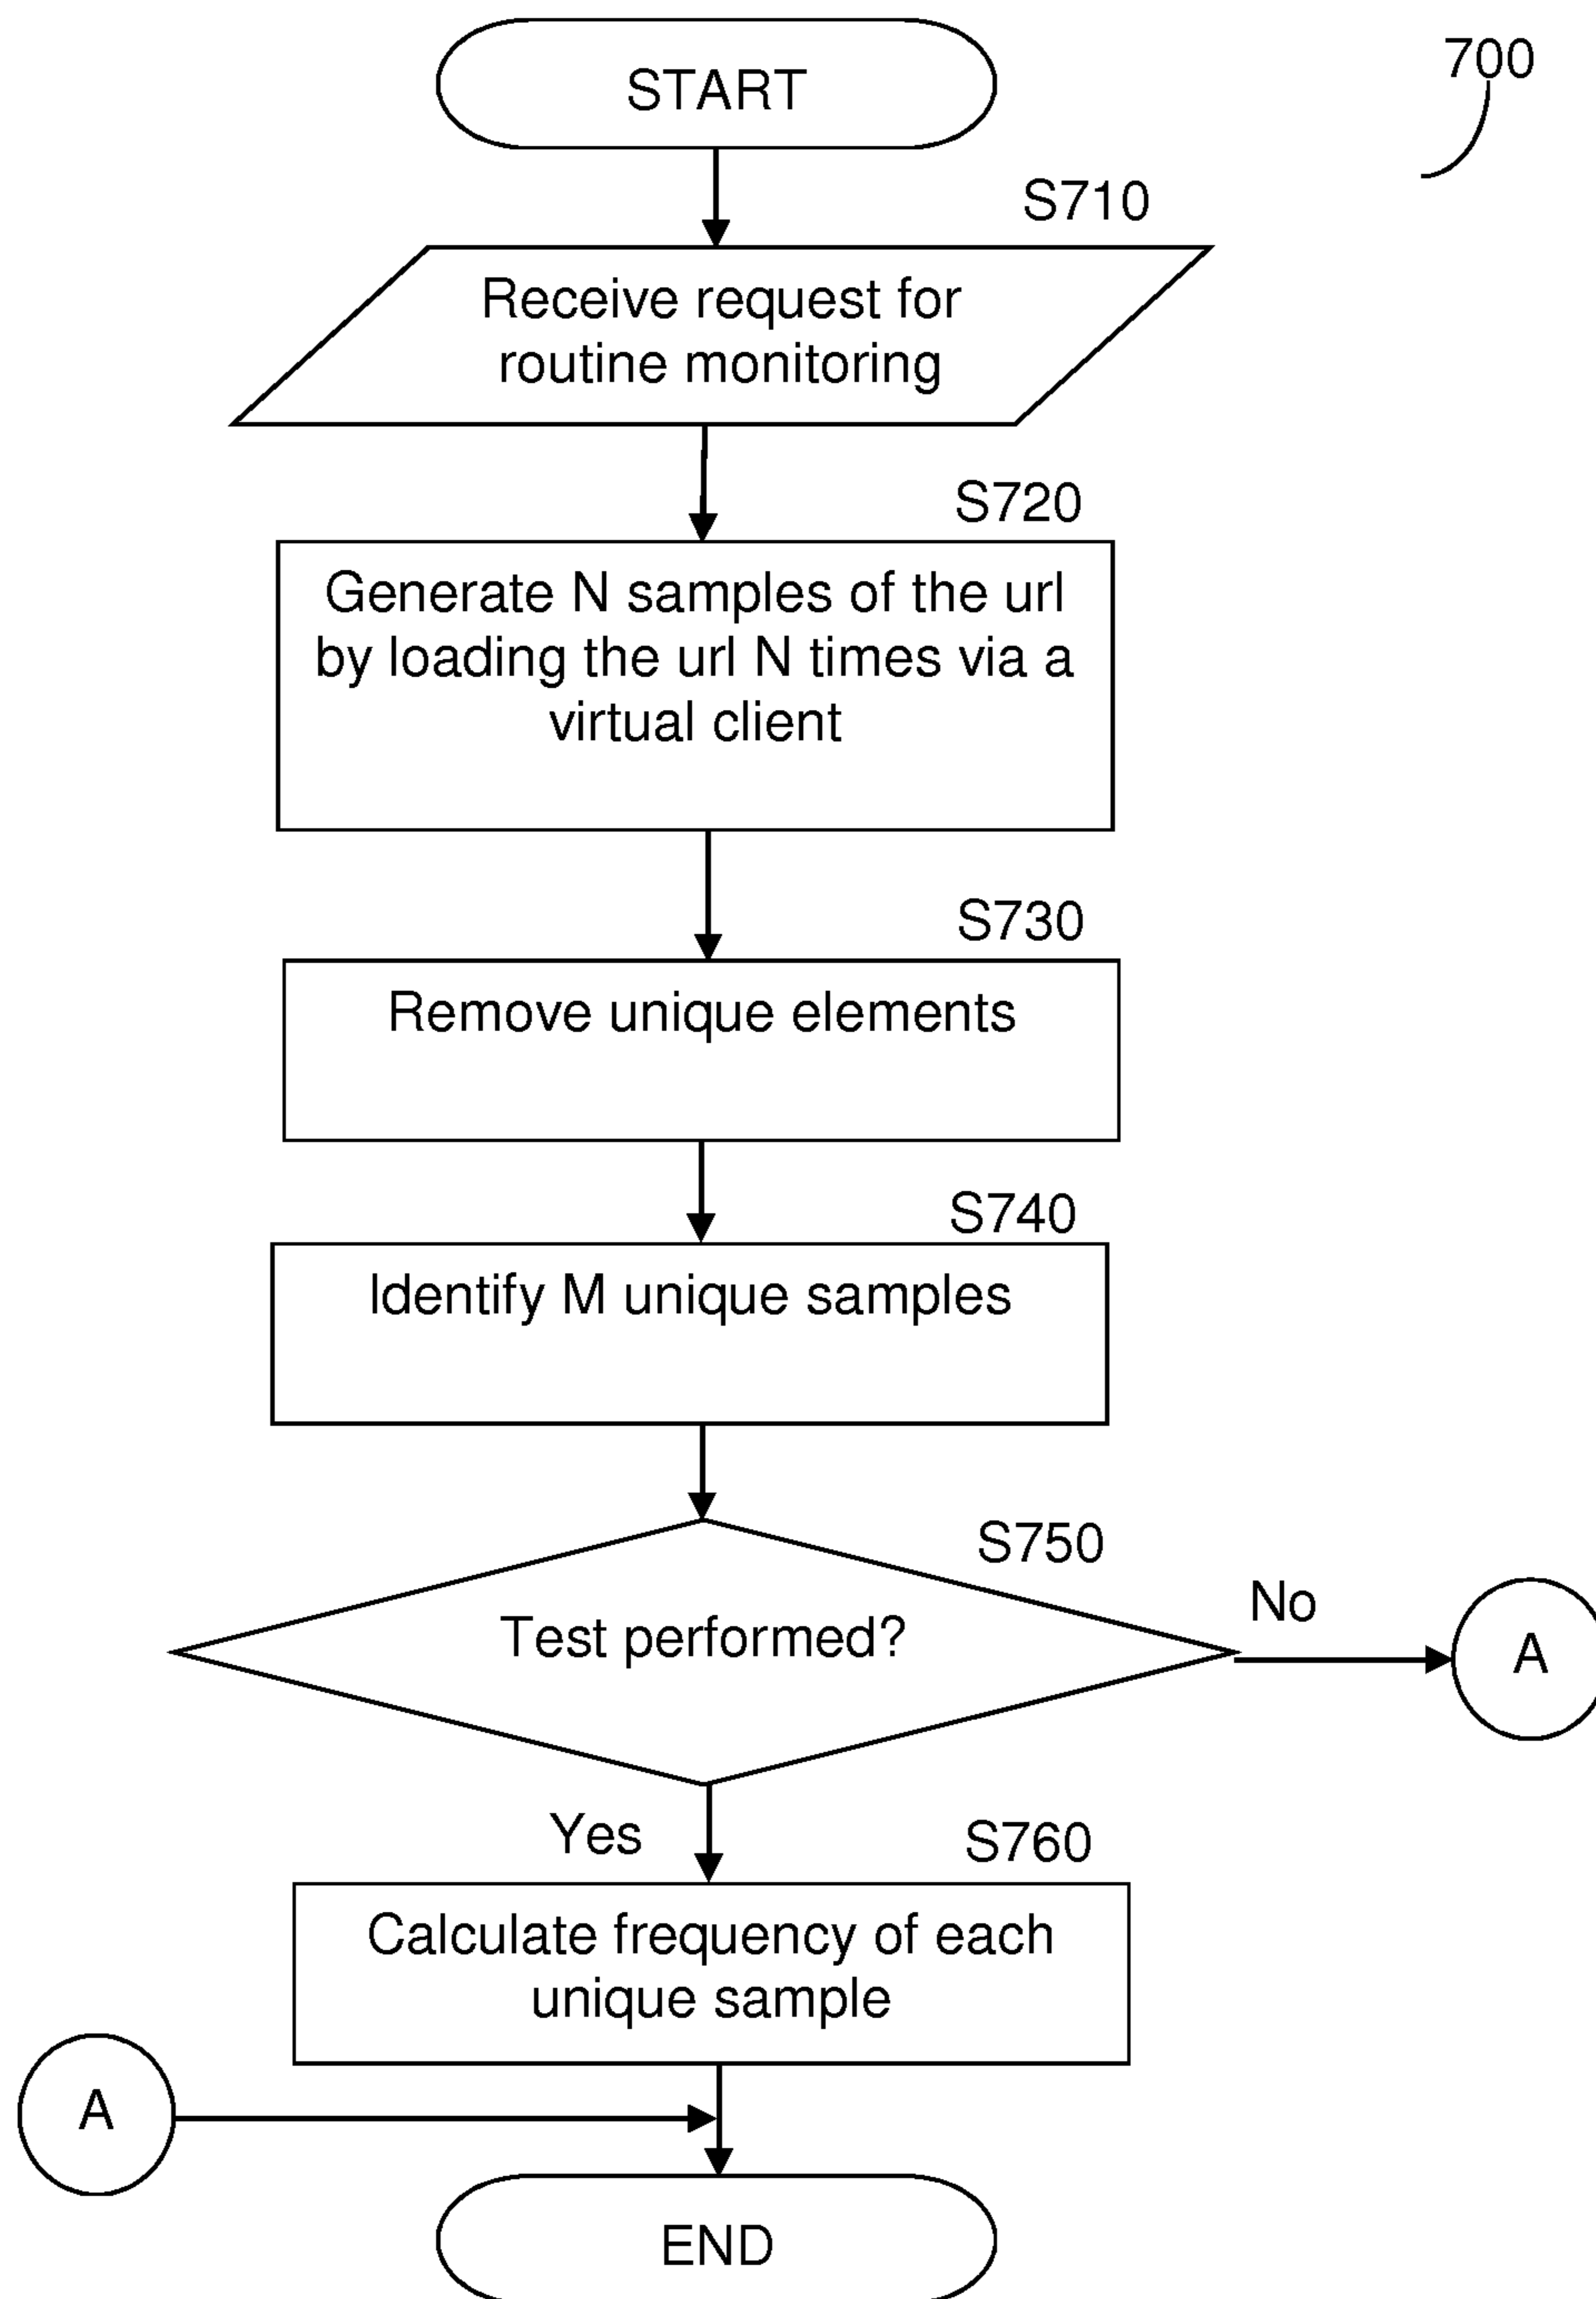 START
700
S710
Receive request for
routine monitoring
S720
Generate N samples of the url
by loading the url N times via a
virtual client
S730
Remove unique elements
S740
Identify M unique samples
S750
Test performed?
No
A
Yes
S760
Calculate frequency of each
unique sample
A
END